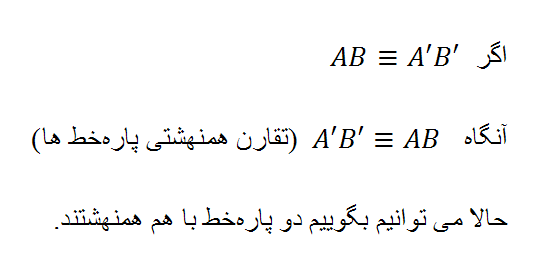 اگر AB ≡ A′B′
آنگاه A′B′ ≡ AB (تقارن همنهشتی پاره‌خط ها)
حالا می توانیم بگوییم دو پاره‌خط با هم همنهشتند.